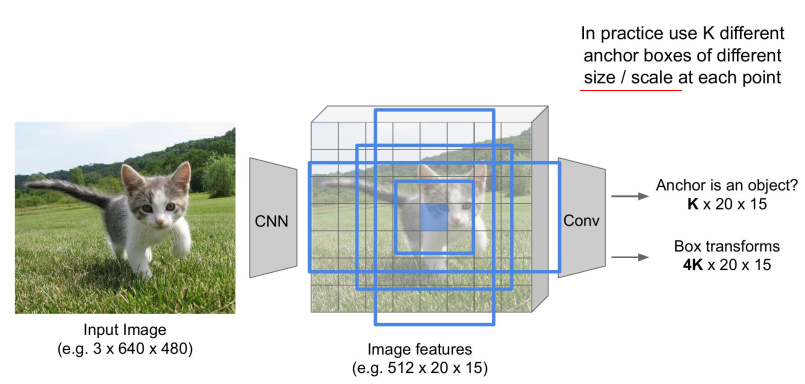 In practice use K different
anchor boxes of different
size / scale at each point
CNN
Conv
Anchor is an object?
K x 20 x 15
Box transforms
4K x 20 x 15
Input Image
(e.g. 3 x 640 x 480)
Image features
(e.g. 512 x 20 x 15)